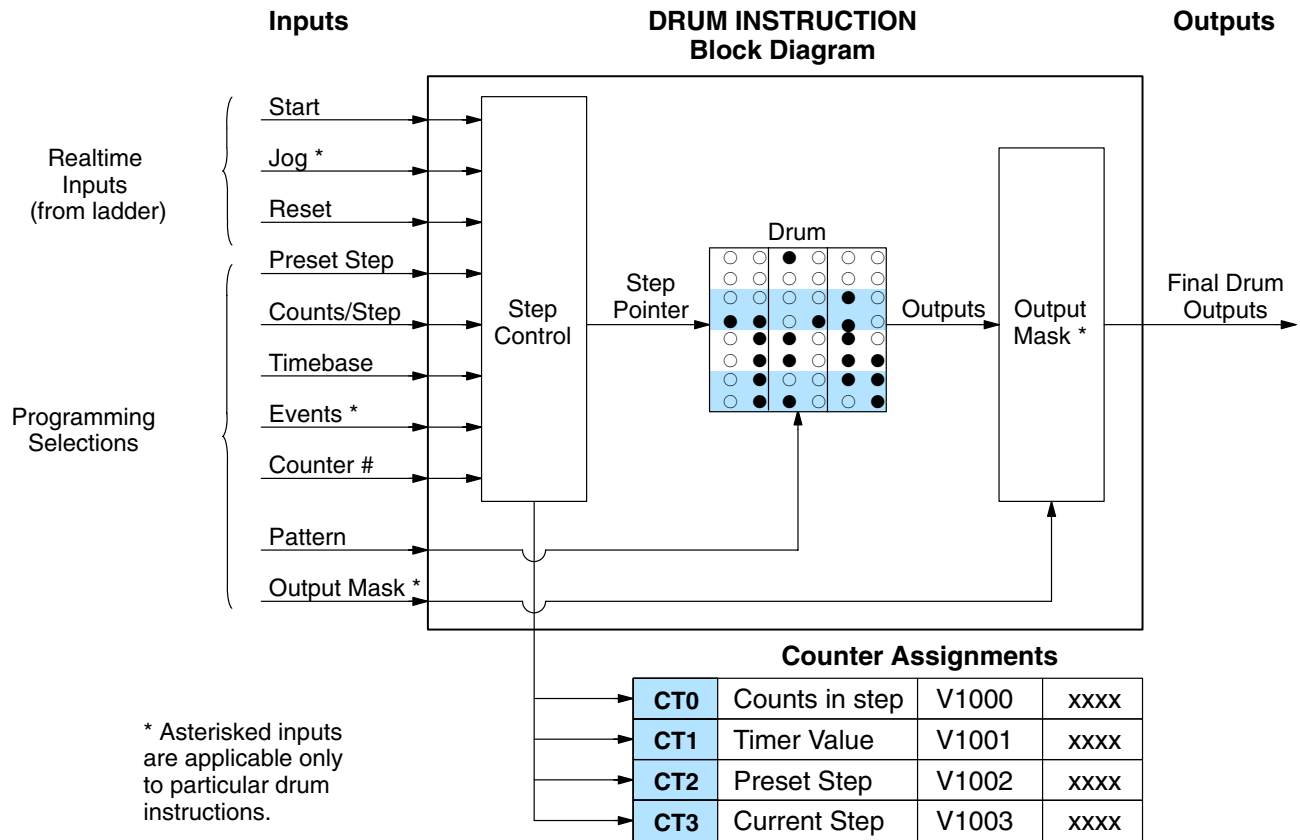 Inputs
DRUM INSTRUCTION
Block Diagram
Outputs
Realtime
Inputs
(from ladder)
Start
Jog *
Reset
Programming
Selections
Preset Step
Counts/Step
Timebase
Events *
Counter #
Pattern
Output Mask *
Step
Control
Step
Pointer
Drum
Outputs
Output
Mask *
Final Drum
Outputs
Counter Assignments
CT0 Counts in step V1000 xxxx
CT1 Timer Value V1001 xxxx
CT2 Preset Step V1002 xxxx
CT3 Current Step V1003 xxxx
* Asterisked inputs
are applicable only
to particular drum
instructions.